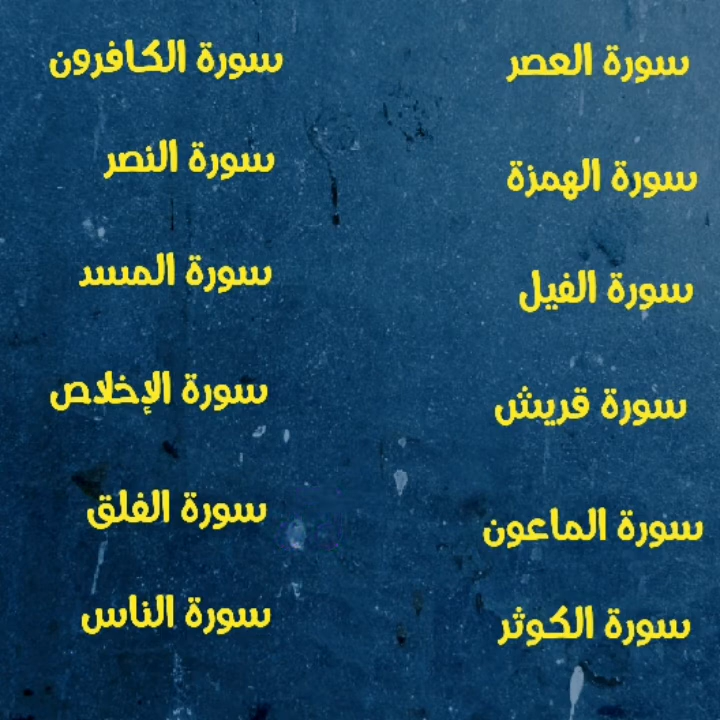 سورة العصر
سورة الهمزة
سورة الفيل
سورة قريش
سورة الماعون
سورة الكوثر
سورة الكافرون
سورة النصر
سورة المسد
سورة الإخلاص
سورة الفلق
سورة الناس